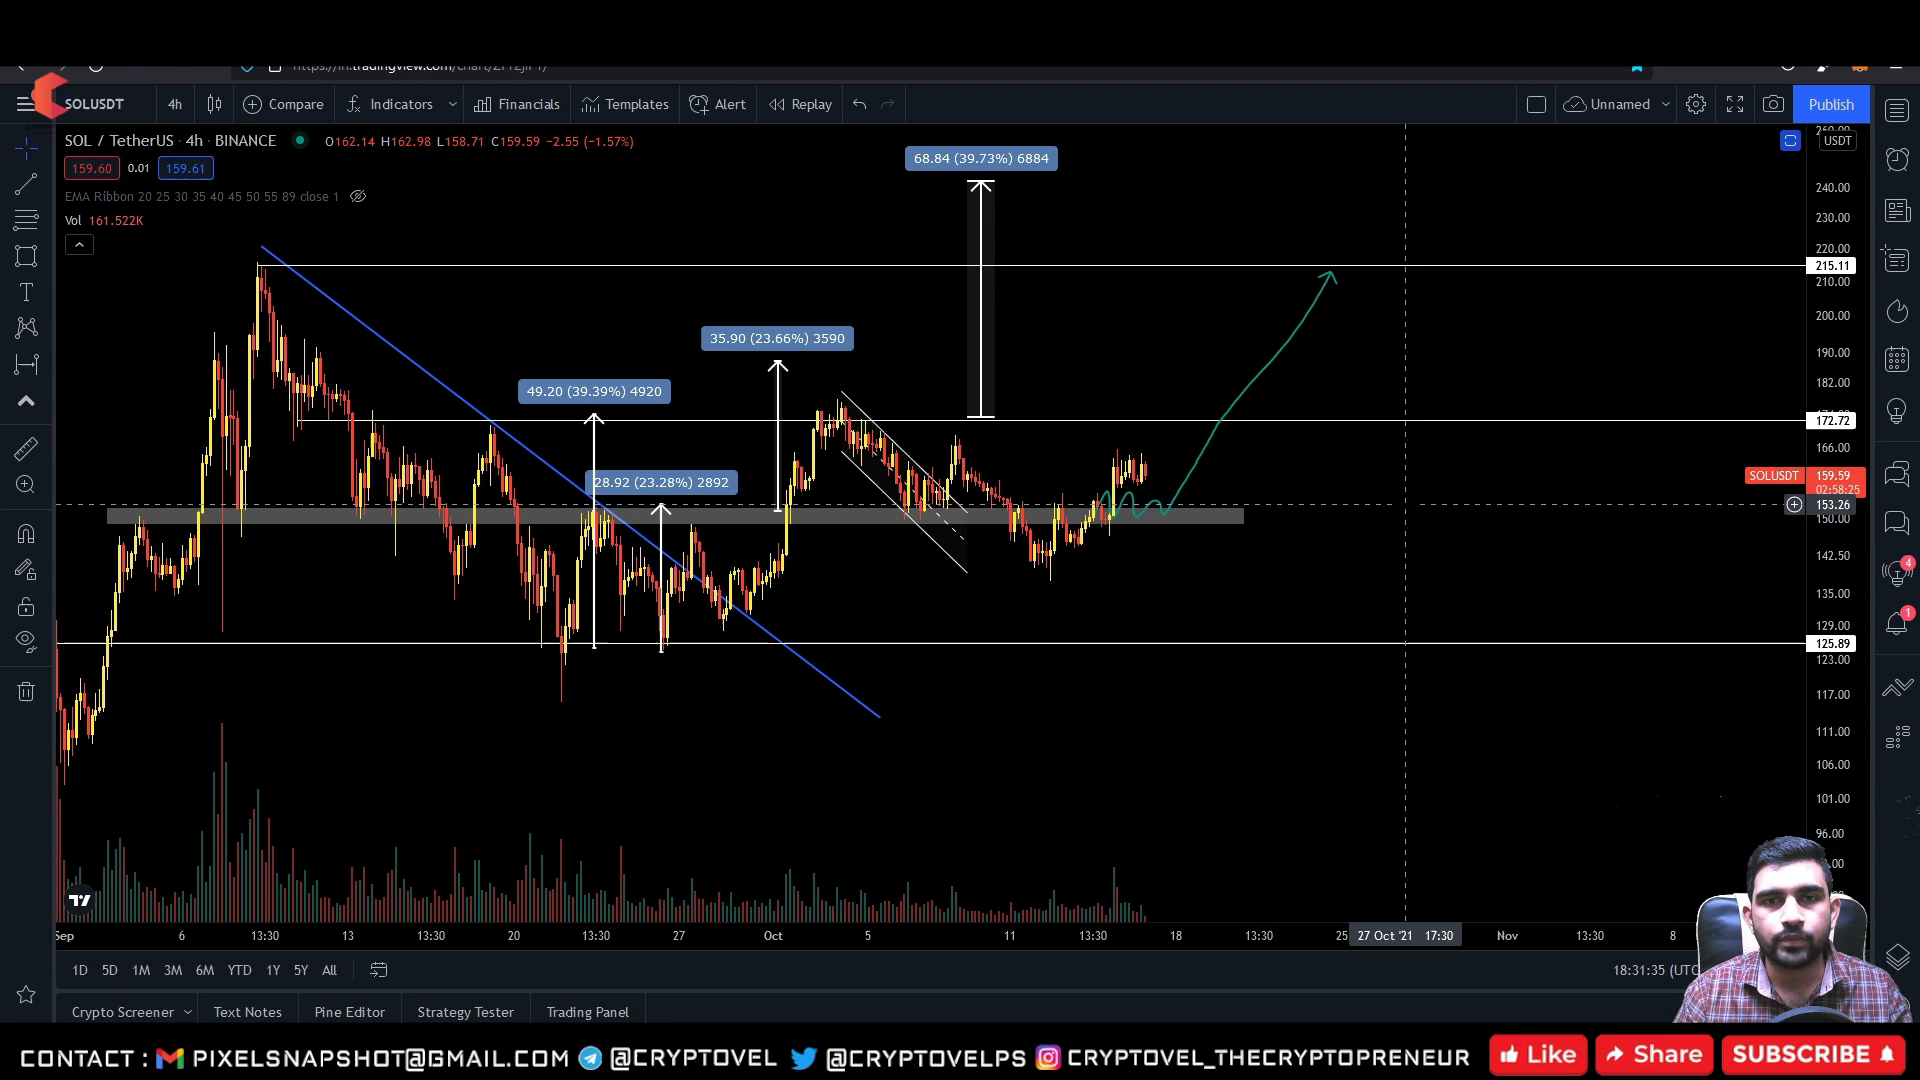 SOLUSDT 4h Compare Indicators Financials Templates Alert Replay Unnamed Publish
SOL / TetherUS · 4h · BINANCE O162.14 H162.98 L158.71 C159.59 −2.55 (−1.57%)
159.60 0.01 159.61
EMA Ribbon 20 25 30 35 40 45 50 55 89 close 1
Vol 161.522K
68.84 (39.73%) 6884
35.90 (23.66%) 3590
49.20 (39.39%) 4920
28.92 (23.28%) 2892
USDT
240.00
230.00
220.00
215.11
210.00
200.00
190.00
182.00
172.72
166.00
SOLUSDT 159.59
02:58:25
153.26
150.00
142.50
135.00
129.00
125.89
123.00
117.00
111.00
106.00
101.00
96.00
4
1
Sep 6 13:30 13 13:30 20 13:30 27 Oct 5 11 13:30 18 13:30 25 27 Oct '21 17:30 Nov 13:30 8
1D 5D 1M 3M 6M YTD 1Y 5Y All 18:31:35 (UTC
Crypto Screener Text Notes Pine Editor Strategy Tester Trading Panel
CONTACT : PIXELSNAPSHOT@GMAIL.COM @CRYPTOVEL @CRYPTOVELPS CRYPTOVEL_THECRYPTOPRENEUR Like Share SUBSCRIBE